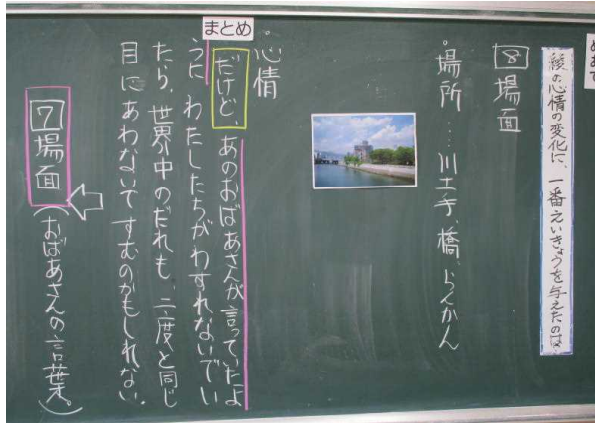 めあて
綾の心情の変化に、一番えいきょうを与えたのは
8場面
・場所…川土手、橋、らんかん
・心情
まとめ
だけど、あのおばあさんが言っていたよ
うに わたしたちがわすれないでい
たら、世界中のだれも、二度と同じ
目にあわないですむのかもしれない。
7場面
(おばあさんの言葉。)